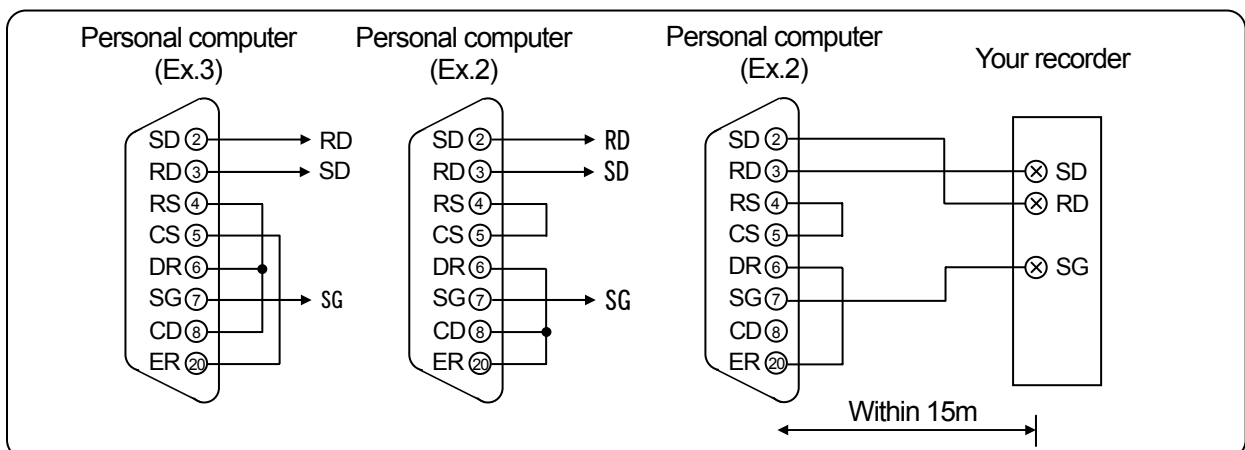 Personal computer
(Ex.3)
SD ② RD
RD ③ SD
RS ④
CS ⑤
DR ⑥
SG ⑦ SG
CD ⑧
ER ⑳
Personal computer
(Ex.2)
SD ② RD
RD ③ SD
RS ④
CS ⑤
DR ⑥
SG ⑦ SG
CD ⑧
ER ⑳
Personal computer
(Ex.2)
SD ②
RD ③
RS ④
CS ⑤
DR ⑥
SG ⑦
CD ⑧
ER ⑳
Your recorder
SD
RD
SG
Within 15m